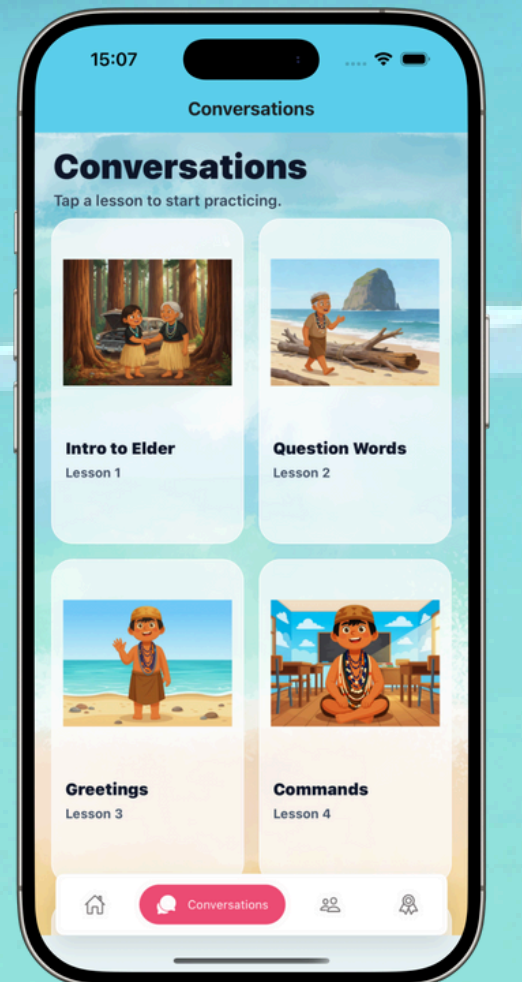 15:07
Conversations
Conversations
Tap a lesson to start practicing.
Intro to Elder
Lesson 1
Question Words
Lesson 2
Greetings
Lesson 3
Commands
Lesson 4
Conversations